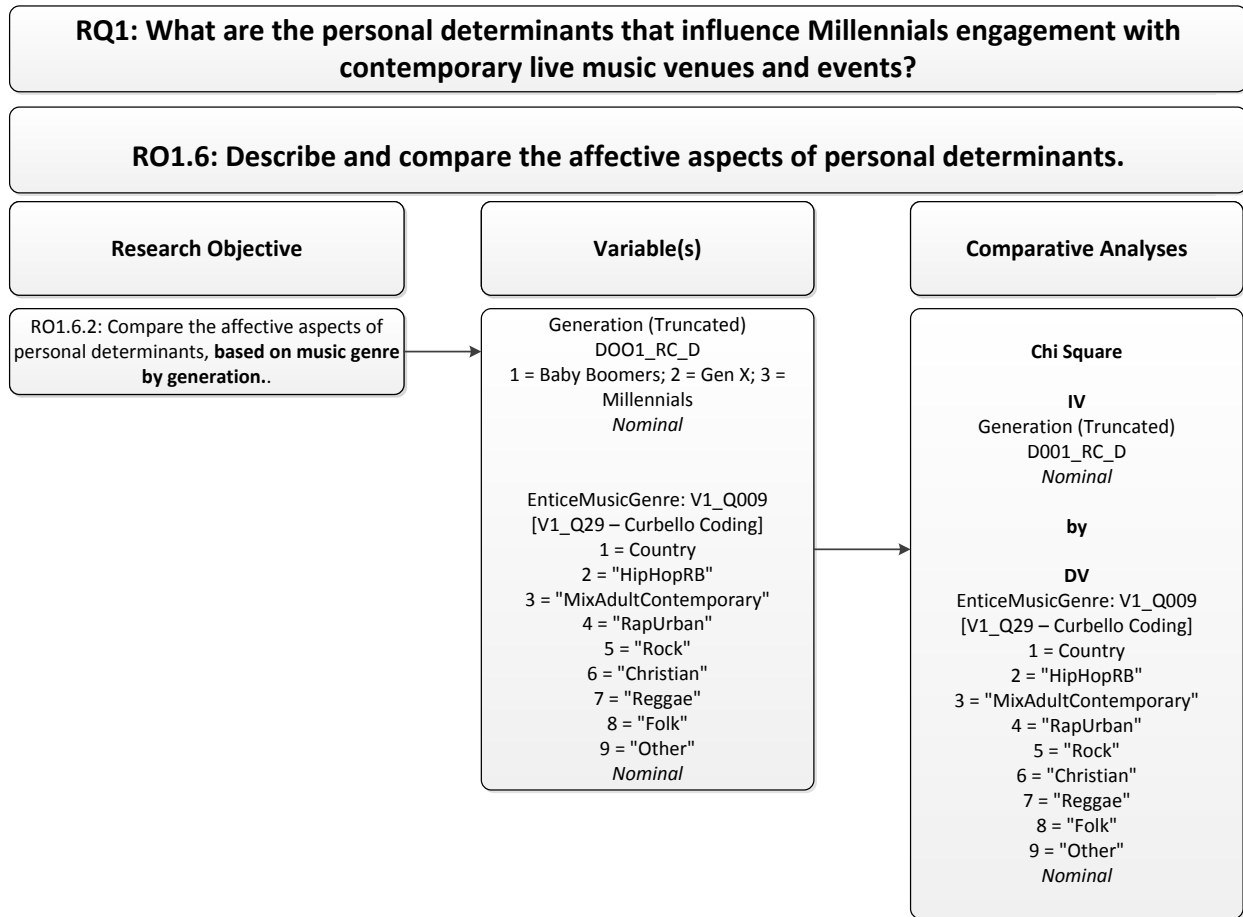 RQ1: What are the personal determinants that influence Millennials engagement with
contemporary live music venues and events?
RO1.6: Describe and compare the affective aspects of personal determinants.
Research Objective
Variable(s)
Comparative Analyses
RO1.6.2: Compare the affective aspects of
personal determinants, based on music genre
by generation..
Generation (Truncated)
DOO1_RC_D
1 = Baby Boomers; 2 = Gen X; 3 =
Millennials
Nominal
EnticeMusicGenre: V1_Q009
[V1_Q29 – Curbello Coding]
1 = Country
2 = "HipHopRB"
3 = "MixAdultContemporary"
4 = "RapUrban"
5 = "Rock"
6 = "Christian"
7 = "Reggae"
8 = "Folk"
9 = "Other"
Nominal
Chi Square
IV
Generation (Truncated)
D001_RC_D
Nominal
by
DV
EnticeMusicGenre: V1_Q009
[V1_Q29 – Curbello Coding]
1 = Country
2 = "HipHopRB"
3 = "MixAdultContemporary"
4 = "RapUrban"
5 = "Rock"
6 = "Christian"
7 = "Reggae"
8 = "Folk"
9 = "Other"
Nominal